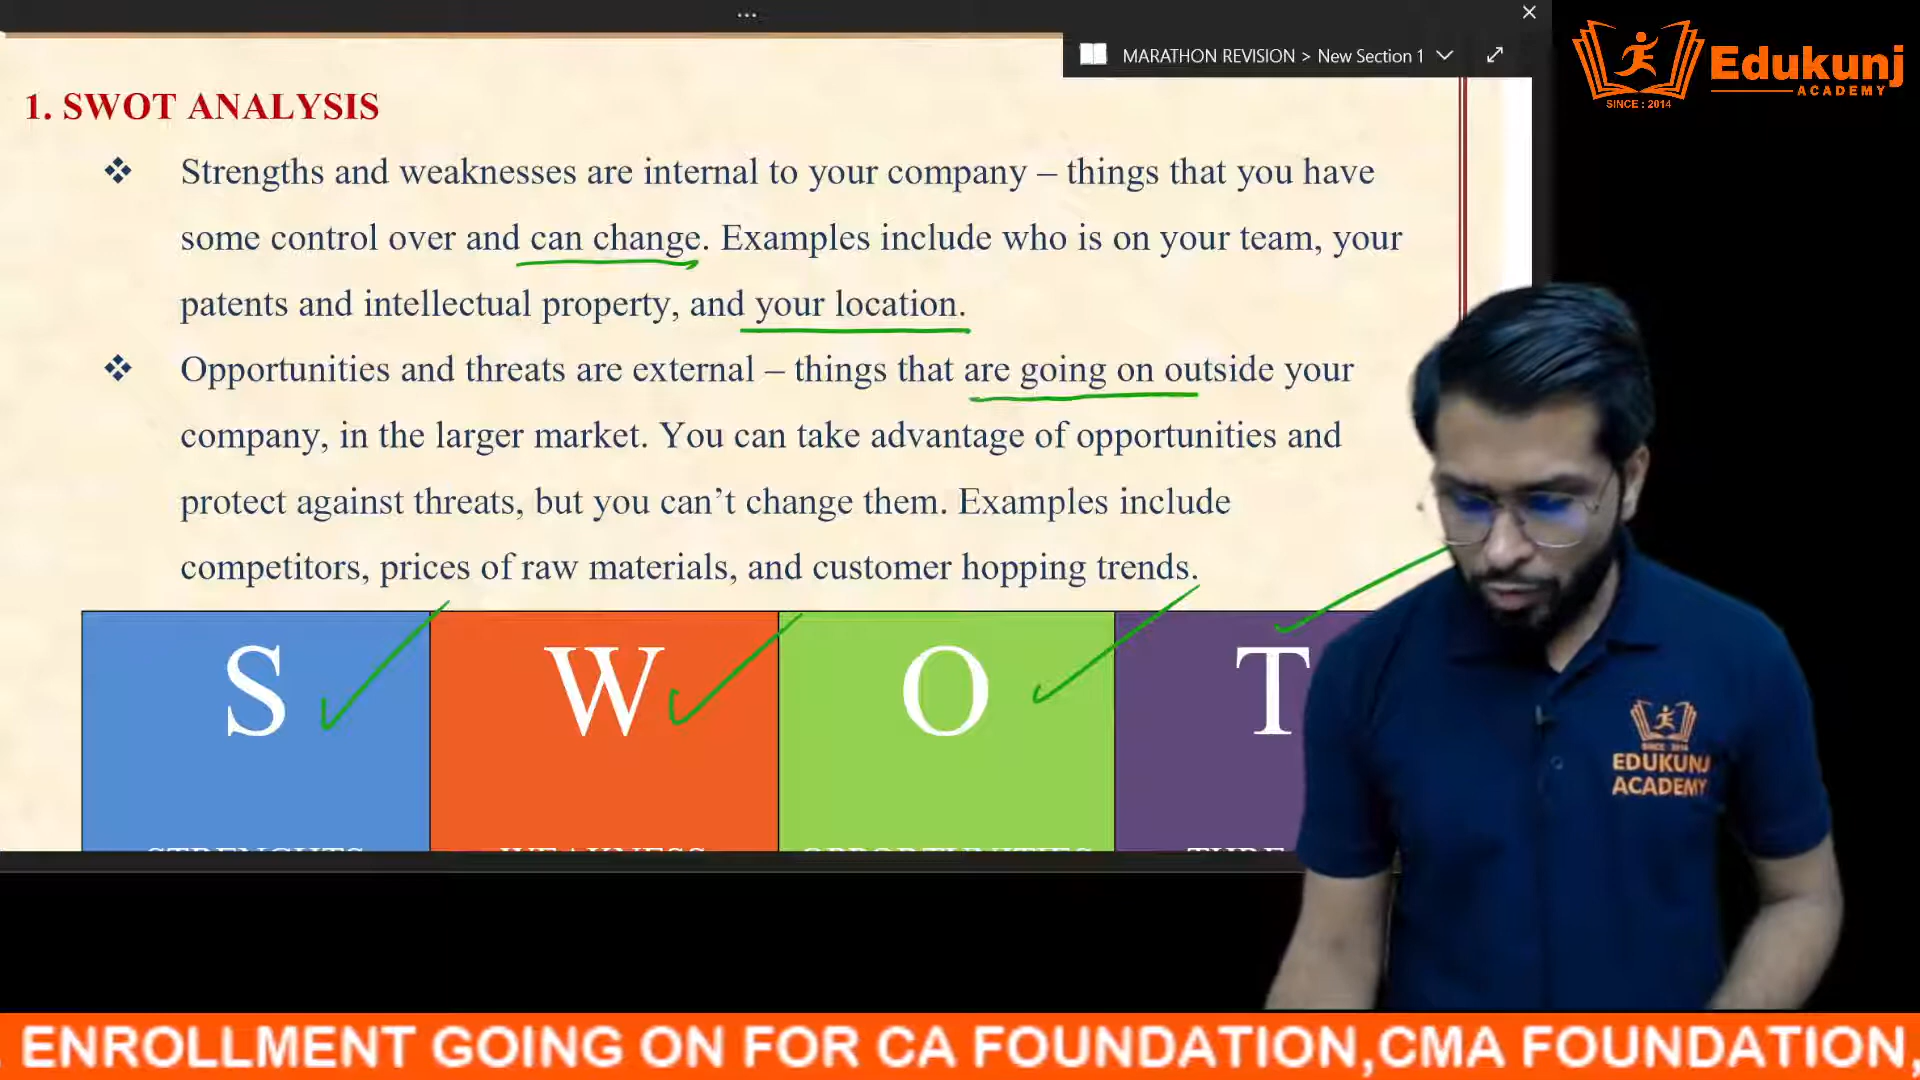 MARATHON REVISION > New Section 1
Edukunj
ACADEMY
SINCE : 2014
1. SWOT ANALYSIS
❖ Strengths and weaknesses are internal to your company – things that you have
some control over and can change. Examples include who is on your team, your
patents and intellectual property, and your location.
❖ Opportunities and threats are external – things that are going on outside your
company, in the larger market. You can take advantage of opportunities and
protect against threats, but you can’t change them. Examples include
competitors, prices of raw materials, and customer hopping trends.
S W O T
SINCE 2014
EDUKUNJ
ACADEMY
ENROLLMENT GOING ON FOR CA FOUNDATION,CMA FOUNDATION,